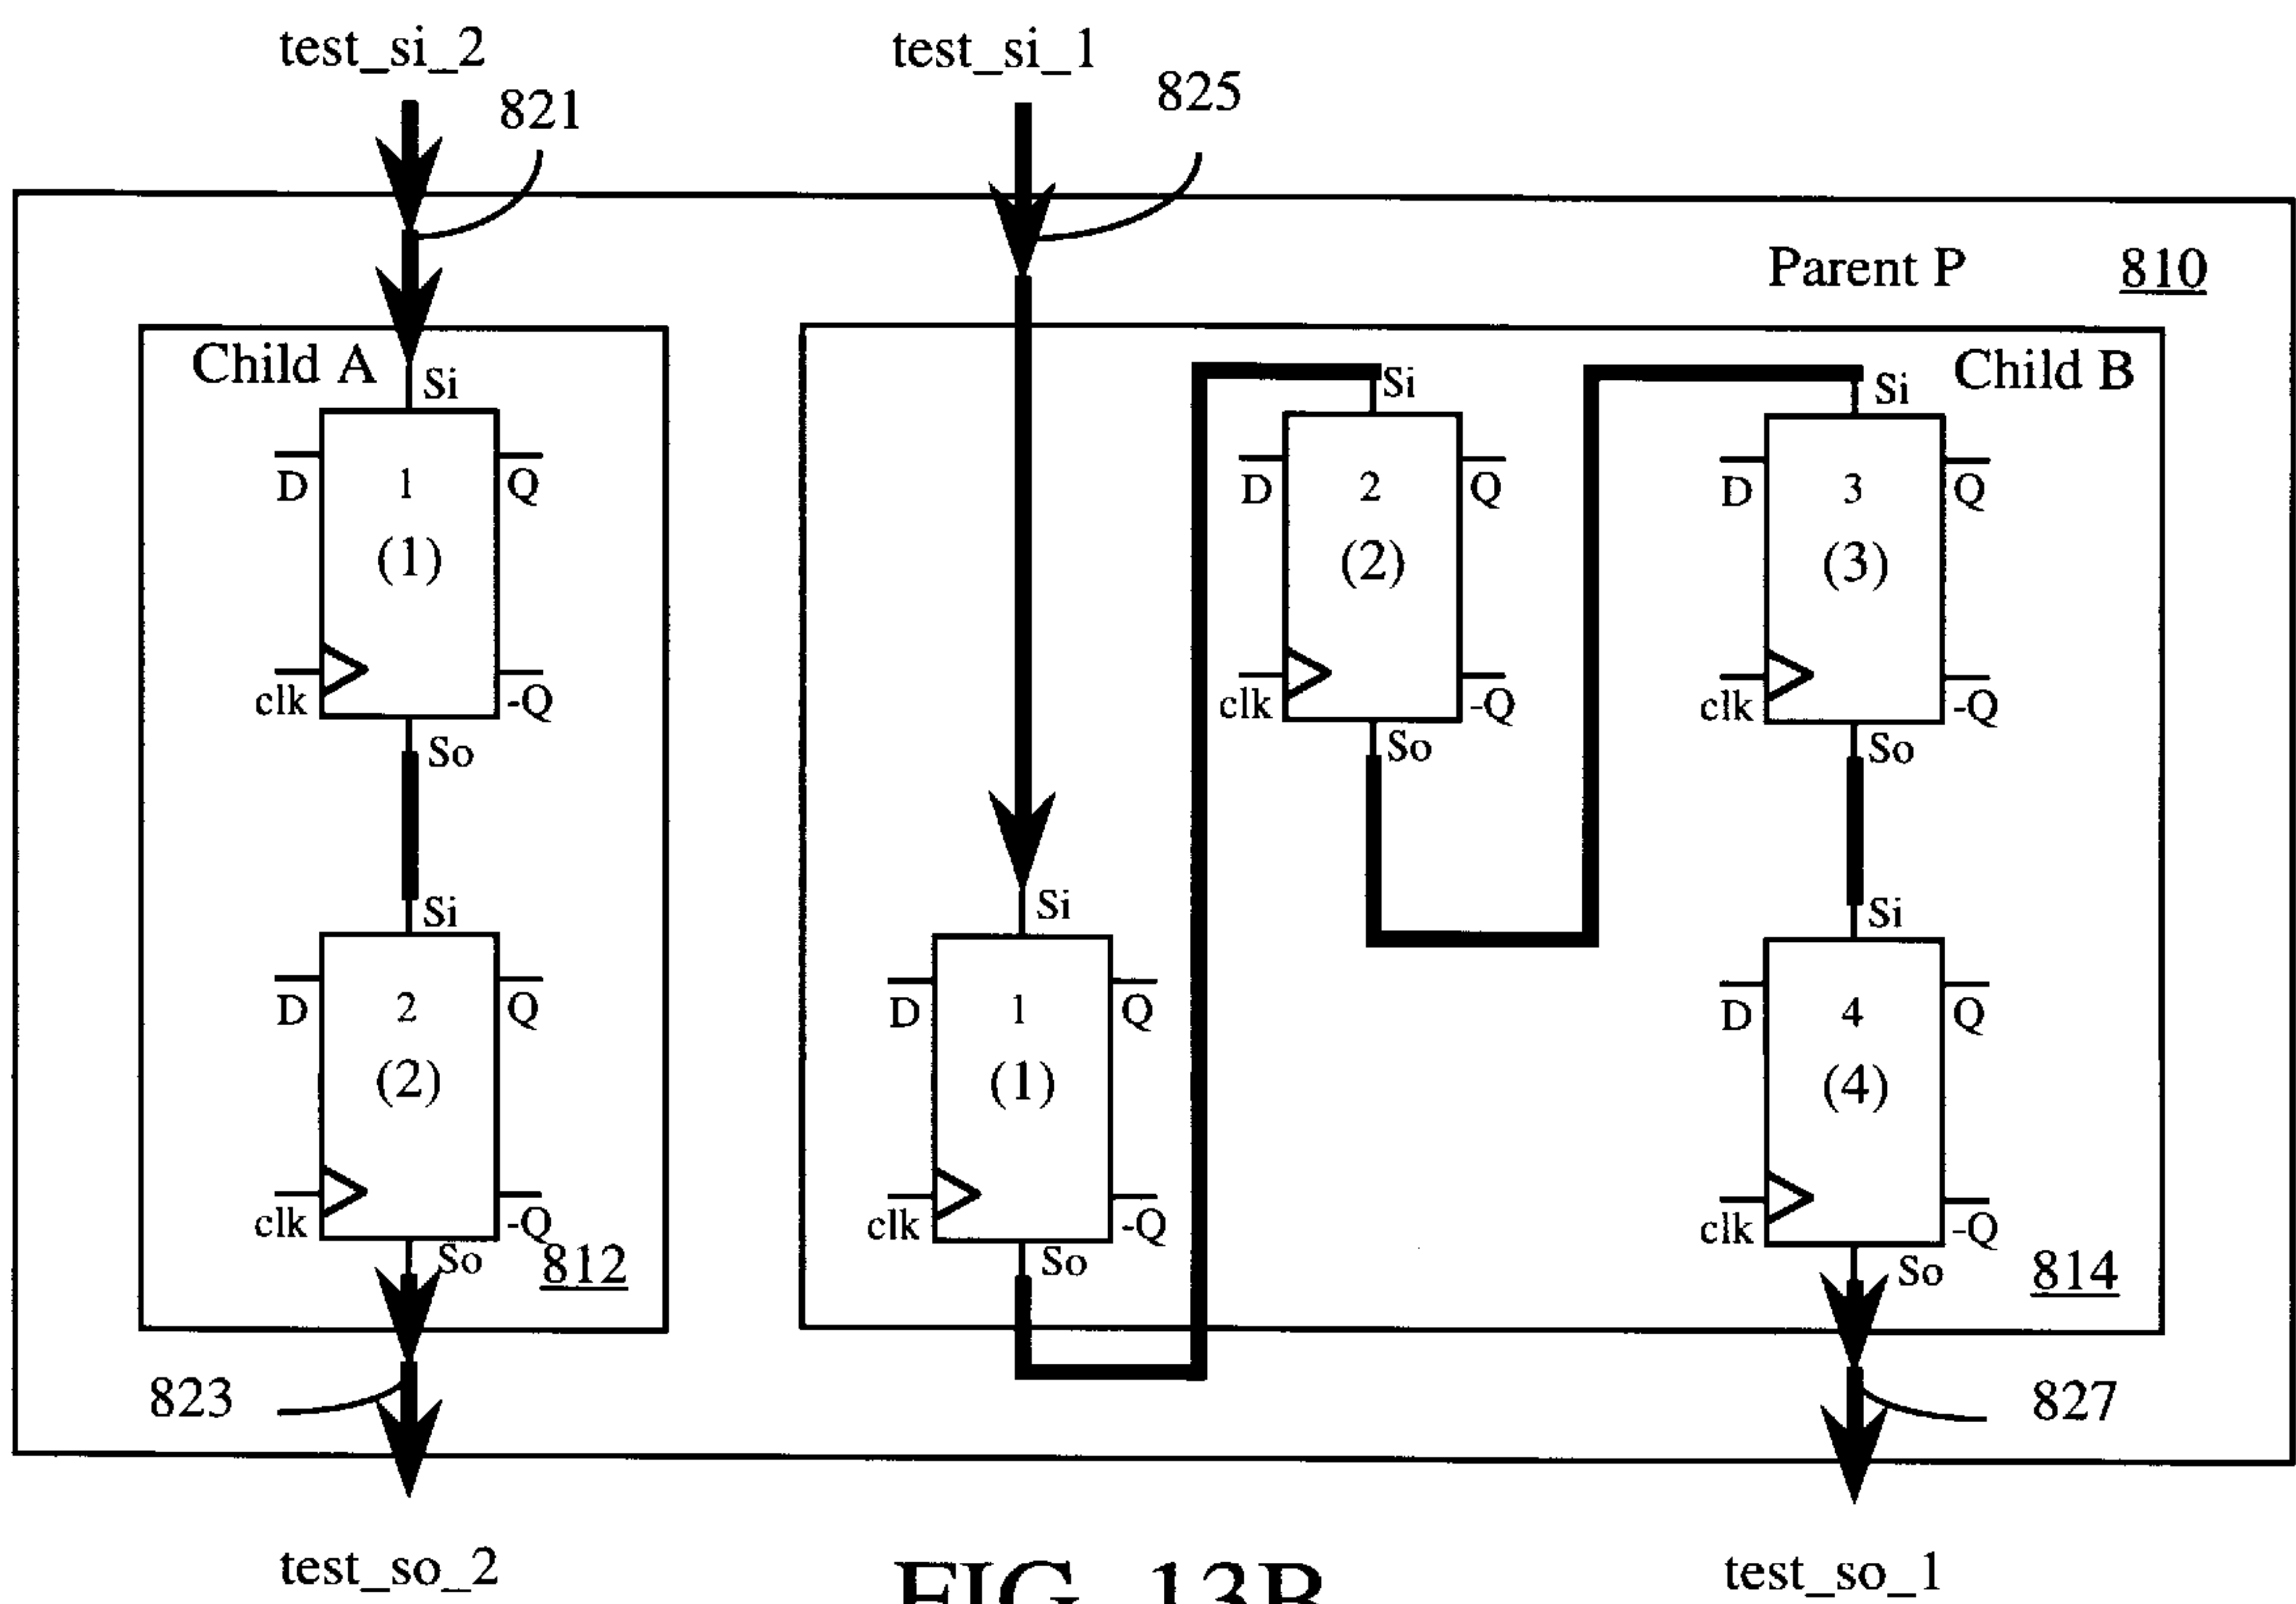 test_si_2
test_si_1
821
825
Parent P 810
Child A
Child B
Si
Si
Si
D 1 Q
(1)
clk -Q
So
D 2 Q
(2)
clk -Q
So
D 3 Q
(3)
clk -Q
So
Si
Si
Si
D 2 Q
(2)
clk -Q
So
812
D 1 Q
(1)
clk -Q
So
D 4 Q
(4)
clk -Q
So
814
823
827
test_so_2
test_so_1
FIG. 13B